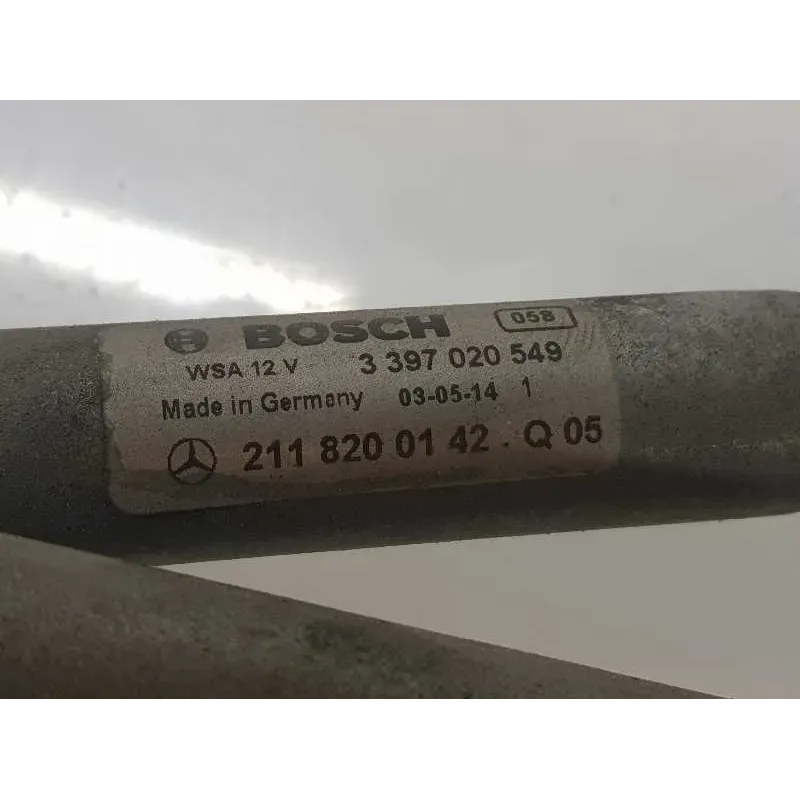 BOSCH 058
WSA 12 V 3 397 020 549
Made in Germany 03-05-14 1
211 820 01 42 . Q 05